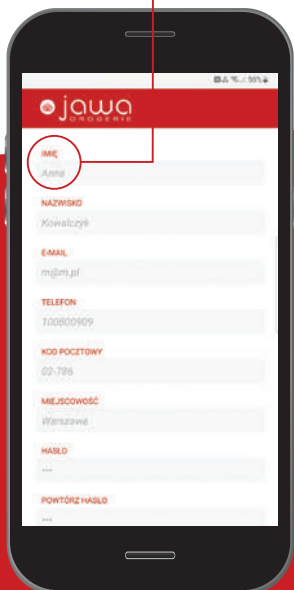 jawa
DROGERIE
IMIĘ
Anna
NAZWISKO
Kowalczyk
E-MAIL
m@m.pl
TELEFON
100800909
KOD POCZTOWY
02-786
MIEJSCOWOŚĆ
Warszawa
HASŁO
***
POWTÓRZ HASŁO
***